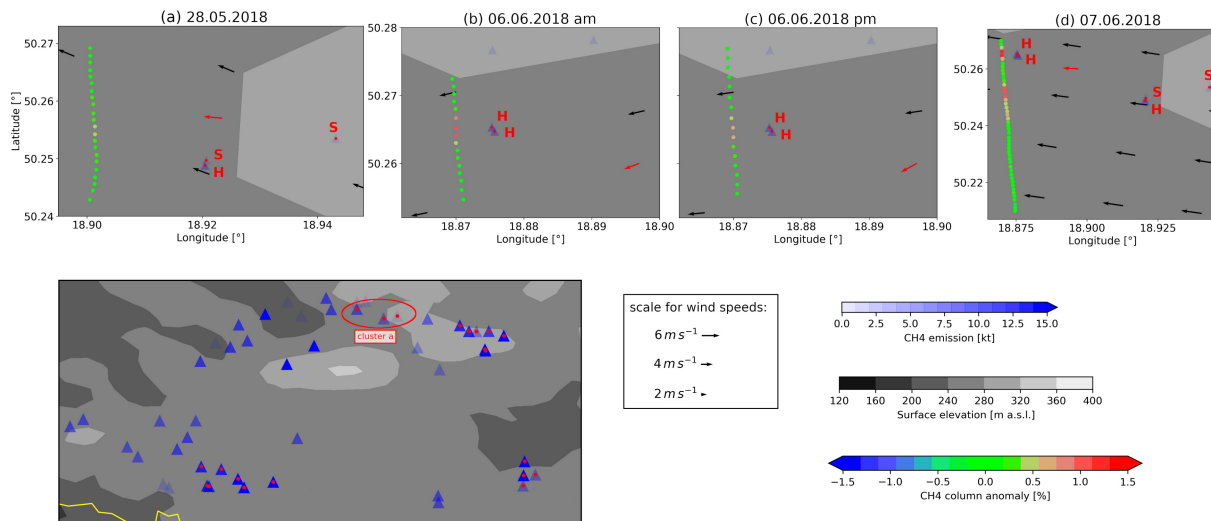 (a) 28.05.2018
(b) 06.06.2018 am
(c) 06.06.2018 pm
(d) 07.06.2018
Latitude [°]
50.27
50.26
50.25
50.24
18.90
18.92
18.94
Longitude [°]
S
S
H
50.28
50.27
50.26
18.87
18.88
18.89
18.90
Longitude [°]
H
H
50.28
50.27
50.26
18.87
18.88
18.89
18.90
Longitude [°]
H
H
50.26
50.24
50.22
18.875
18.900
18.925
Longitude [°]
H
H
S
H
S
cluster a
scale for wind speeds:
6 m s⁻¹
4 m s⁻¹
2 m s⁻¹
0.0 2.5 5.0 7.5 10.0 12.5 15.0
CH4 emission [kt]
120 160 200 240 280 320 360 400
Surface elevation [m a.s.l.]
−1.5 −1.0 −0.5 0.0 0.5 1.0 1.5
CH4 column anomaly [%]